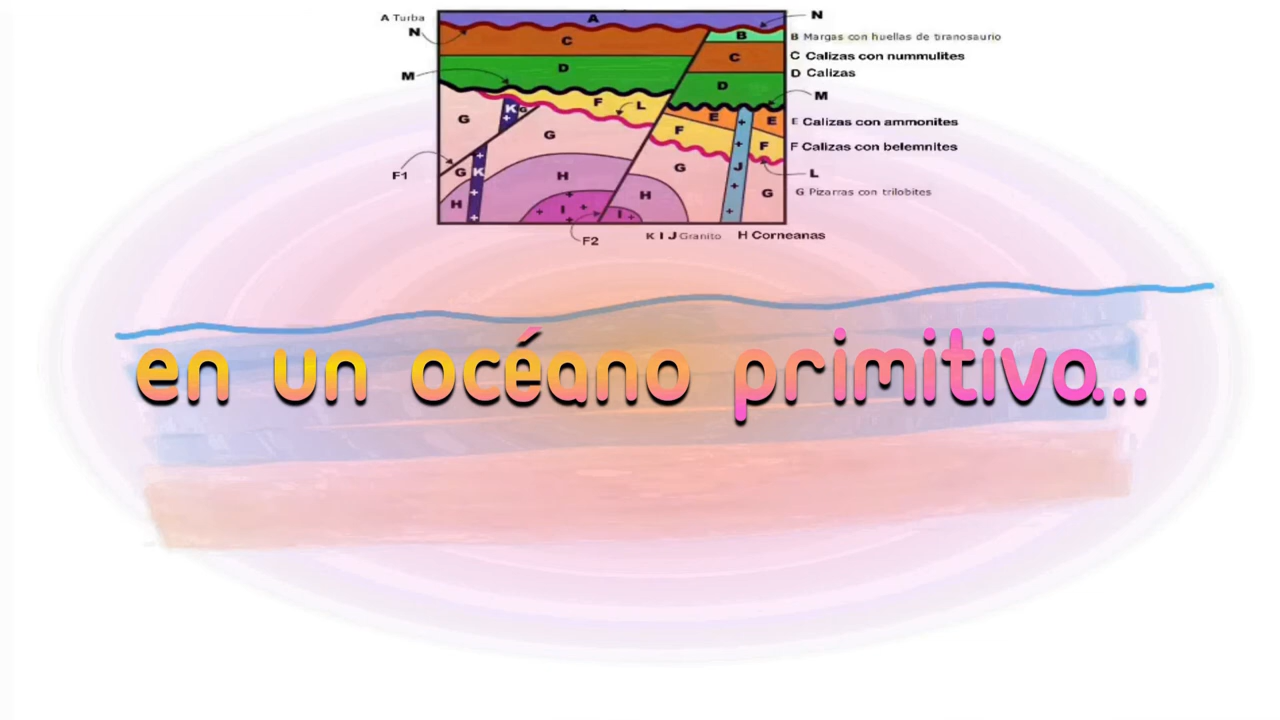 A Turba
A
N
N
B
B Margas con huellas de tiranosaurio
C
C
C Calizas con nummulites
D
D
D Calizas
M
M
K
G
F
L
E
E
E Calizas con ammonites
G
G
F
F
F Calizas con belemnites
F1
G
K
H
G
J
L
G
G Pizarras con trilobites
H
H
I
I
F2
K I J Granito
H Corneanas
en un océano primitivo...